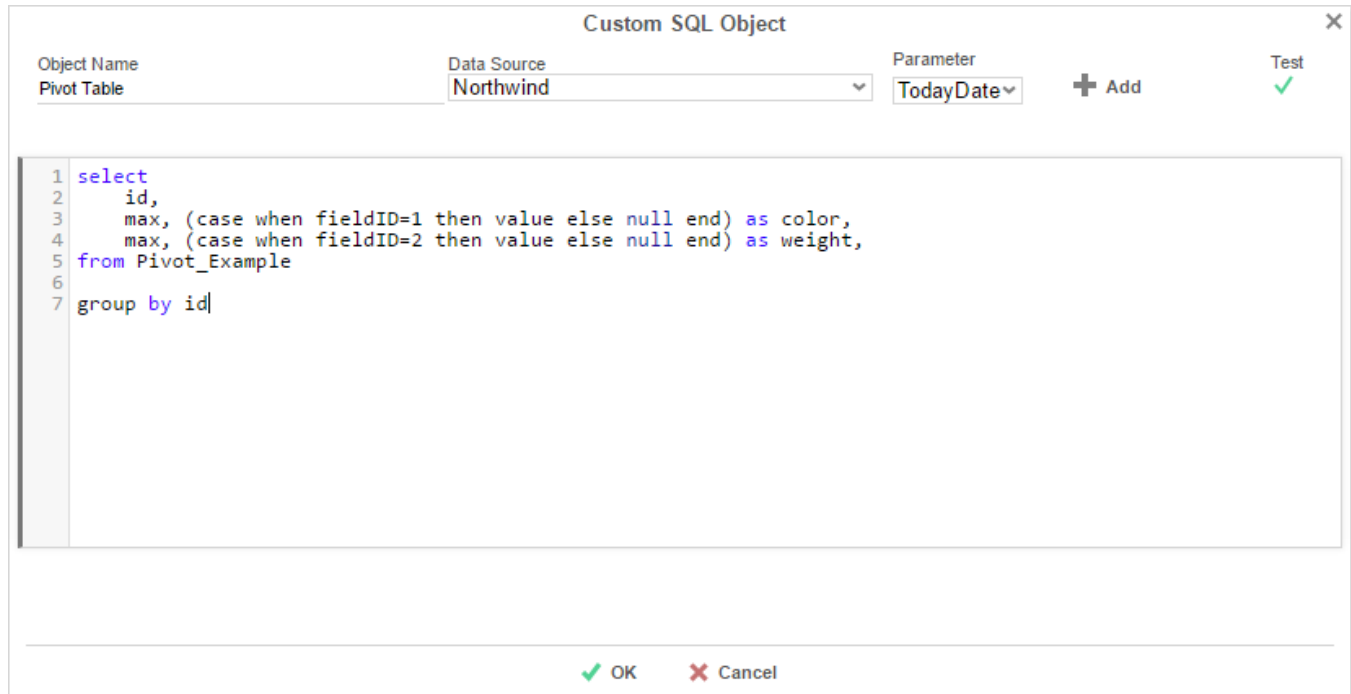 Custom SQL Object
Object Name
Data Source
Parameter
Test
Pivot Table
Northwind
TodayDate
Add
1 select
2 id,
3 max, (case when fieldID=1 then value else null end) as color,
4 max, (case when fieldID=2 then value else null end) as weight,
5 from Pivot_Example
6
7 group by id
OK
Cancel